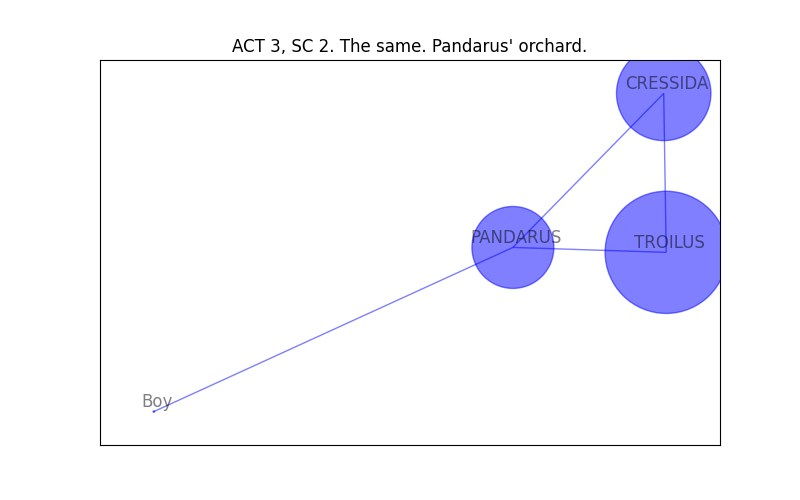 ACT 3, SC 2. The same. Pandarus' orchard.
CRESSIDA
PANDARUS
TROILUS
Boy